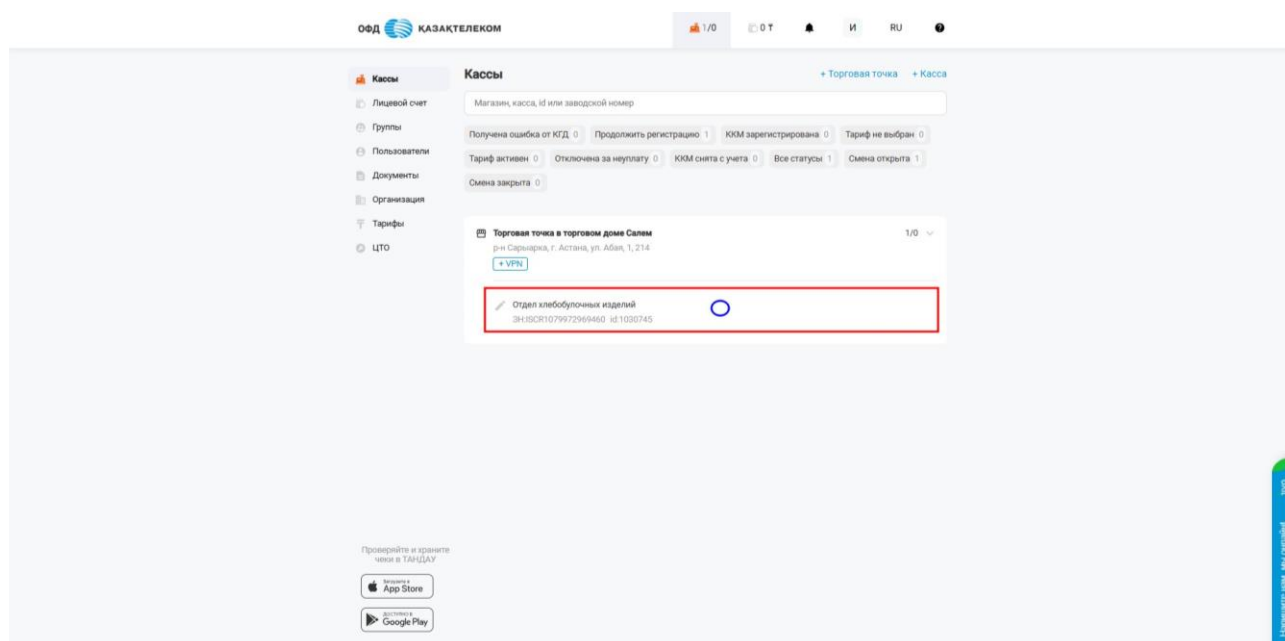 ОФД ҚАЗАҚТЕЛЕКОМ 1/0 0 ₸ И RU
Кассы
Лицевой счет
Группы
Пользователи
Документы
Организация
Тарифы
ЦТО
Кассы + Торговая точка + Касса
Магазин, касса, id или заводской номер
Получена ошибка от КГД 0 Продолжить регистрацию 1 ККМ зарегистрирована 0 Тариф не выбран 0
Тариф активен 0 Отключена за неуплату 0 ККМ снята с учета 0 Все статусы 1 Смена открыта 1
Смена закрыта 0
Торговая точка в торговом доме Салем 1/0
р-н Сарыарка, г. Астана, ул. Абая, 1, 214
+ VPN
Отдел хлебобулочных изделий
ЗН:ISCR1079972969460 id:1030745
Проверяйте и храните
чеки в ТАНДАУ
Загрузите в
App Store
ДОСТУПНО В
Google Play